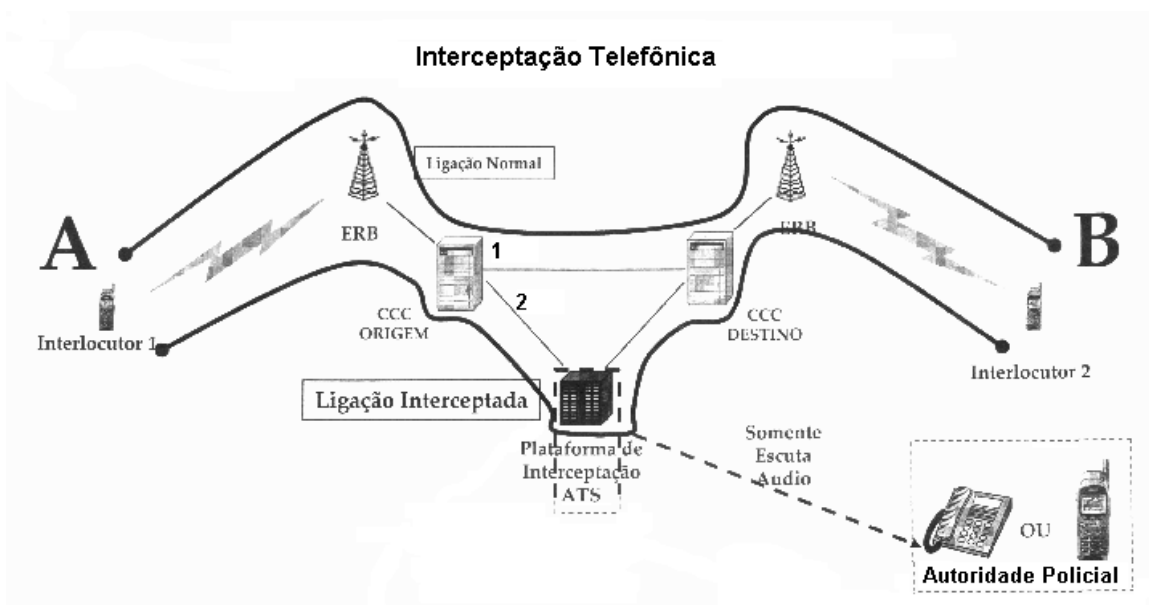 Interceptação Telefônica
Ligação Normal
A
B
ERB
ERB
1
2
CCC
ORIGEM
CCC
DESTINO
Interlocutor 1
Interlocutor 2
Ligação Interceptada
Plataforma de
Interceptação
ATS
Somente
Escuta
Audio
OU
Autoridade Policial